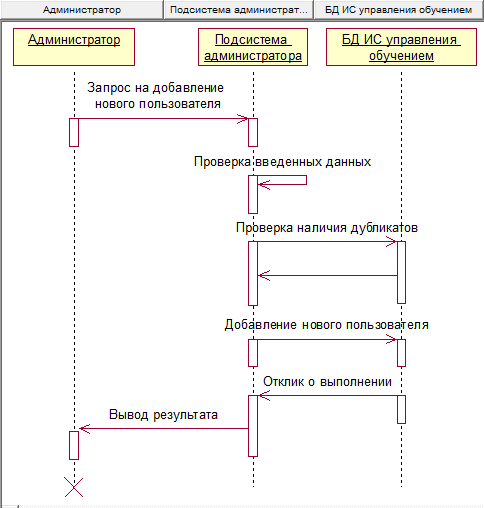 Администратор
Подсистема администрат...
БД ИС управления обучением
Администратор
Подсистема
администратора
БД ИС управления
обучением
Запрос на добавление
нового пользователя
Проверка введенных данных
Проверка наличия дубликатов
Добавление нового пользователя
Отклик о выполнении
Вывод результата